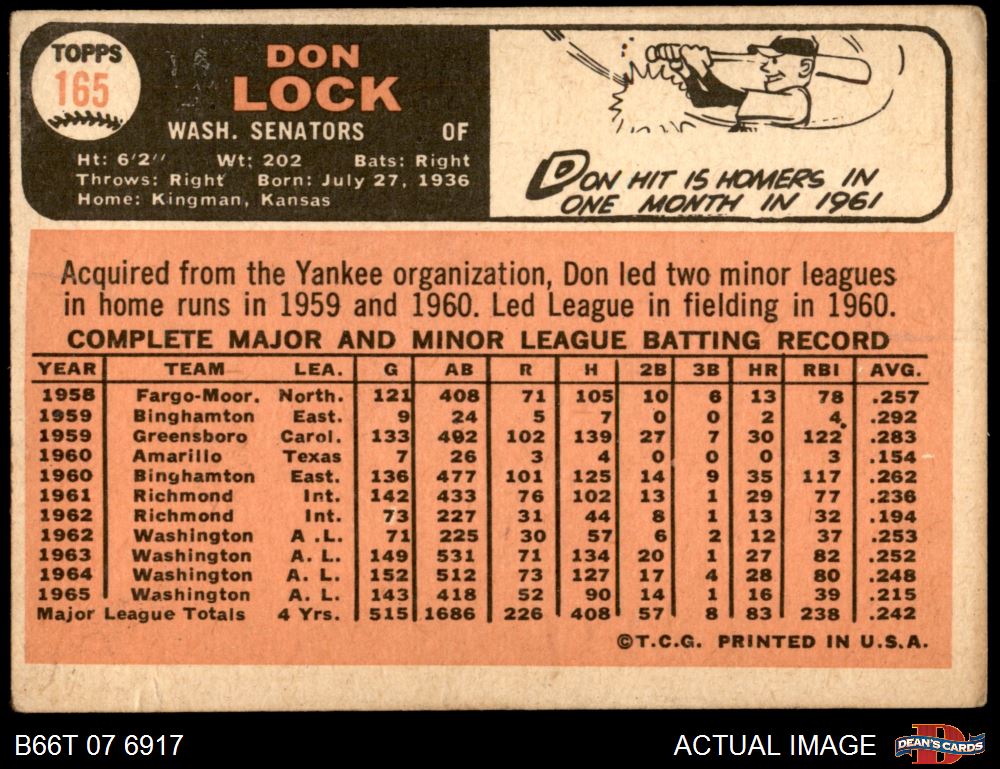 TOPPS
165
DON
LOCK
WASH. SENATORS OF
Ht: 6'2" Wt: 202 Bats: Right
Throws: Right Born: July 27, 1936
Home: Kingman, Kansas
DON HIT 15 HOMERS IN
ONE MONTH IN 1961
Acquired from the Yankee organization, Don led two minor leagues
in home runs in 1959 and 1960. Led League in fielding in 1960.
COMPLETE MAJOR AND MINOR LEAGUE BATTING RECORD
YEAR TEAM LEA. G AB R H 2B 3B HR RBI AVG.
1958 Fargo-Moor. North. 121 408 71 105 10 6 13 78 .257
1959 Binghamton East. 9 24 5 7 0 0 2 4 .292
1959 Greensboro Carol. 133 492 102 139 27 7 30 122 .283
1960 Amarillo Texas 7 26 3 4 0 0 0 3 .154
1960 Binghamton East. 136 477 101 125 14 9 35 117 .262
1961 Richmond Int. 142 433 76 102 13 1 29 77 .236
1962 Richmond Int. 73 227 31 44 8 1 13 32 .194
1962 Washington A .L. 71 225 30 57 6 2 12 37 .253
1963 Washington A. L. 149 531 71 134 20 1 27 82 .252
1964 Washington A. L. 152 512 73 127 17 4 28 80 .248
1965 Washington A. L. 143 418 52 90 14 1 16 39 .215
Major League Totals 4 Yrs. 515 1686 226 408 57 8 83 238 .242
©T.C.G. PRINTED IN U.S.A.
B66T 07 6917 ACTUAL IMAGE DEAN'S CARDS